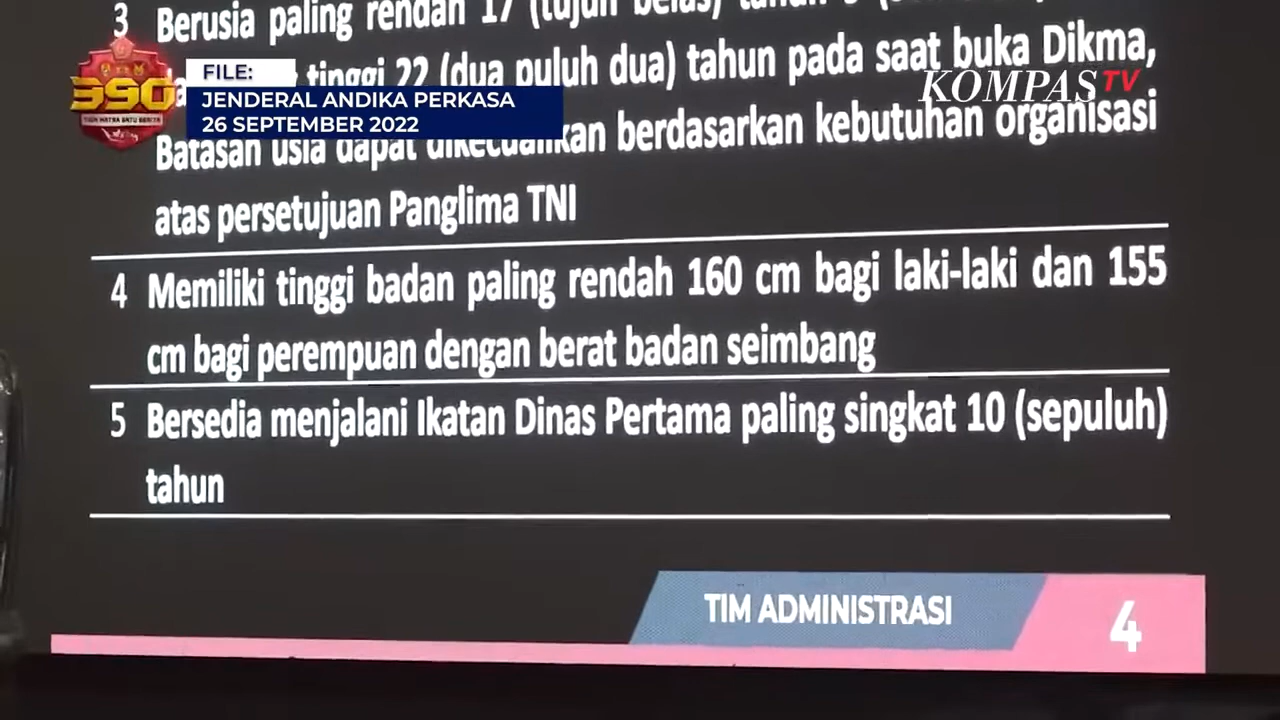 3 Berusia paling rendah 17 (tujuh belas) tahun
FILE:
JENDERAL ANDIKA PERKASA
26 SEPTEMBER 2022
KOMPASTV
390
tinggi 22 (dua puluh dua) tahun pada saat buka Dikma,
Batasan usia dapat dikecualikan berdasarkan kebutuhan organisasi
atas persetujuan Panglima TNI
4 Memiliki tinggi badan paling rendah 160 cm bagi laki-laki dan 155
cm bagi perempuan dengan berat badan seimbang
5 Bersedia menjalani Ikatan Dinas Pertama paling singkat 10 (sepuluh)
tahun
TIM ADMINISTRASI
4